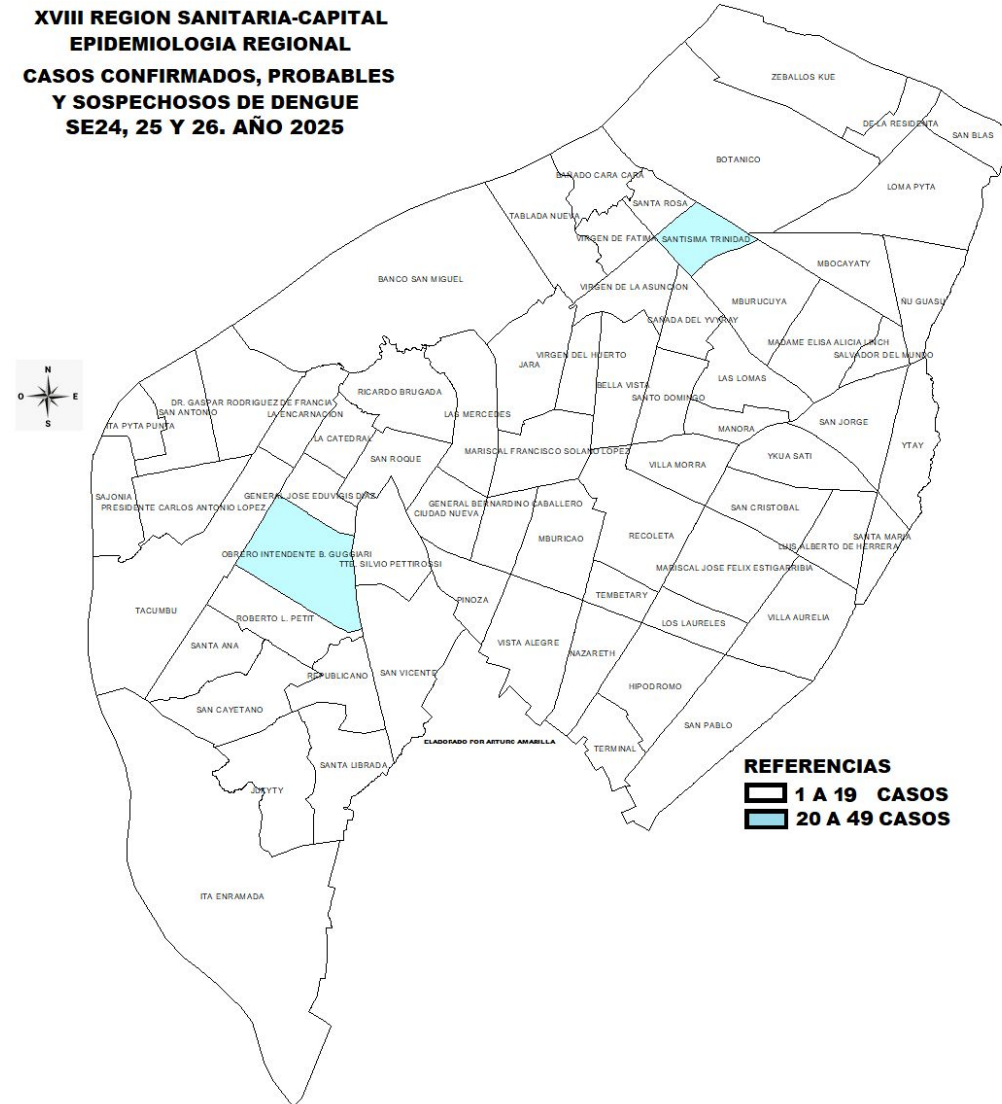 XVIII REGION SANITARIA-CAPITAL
EPIDEMIOLOGIA REGIONAL
CASOS CONFIRMADOS, PROBABLES
Y SOSPECHOSOS DE DENGUE
SE24, 25 Y 26. AÑO 2025
ZEBALLOS KUE
DE LA RESIDENTA
SAN BLAS
BOTANICO
LOMA PYTA
BAÑADO CARA CARA
SANTA ROSA
TABLADA NUEVA
VIRGEN DE FATIMA
SANTISIMA TRINIDAD
MBOCAYATY
BANCO SAN MIGUEL
VIRGEN DE LA ASUNCION
MBURUCUYA
ÑU GUASU
CAÑADA DEL YVYRAY
MADAME ELISA ALICIA LINCH
SALVADOR DEL MUNDO
VIRGEN DEL HUERTO
JARA
N
O
E
S
LAS LOMAS
BELLA VISTA
RICARDO BRUGADA
SANTO DOMINGO
DR. GASPAR RODRIGUEZ DE FRANCIA
SAN ANTONIO
LA ENCARNACION
LAS MERCEDES
ITA PYTA PUNTA
SAN JORGE
MANORA
LA CATEDRAL
YTAY
MARISCAL FRANCISCO SOLANO LOPEZ
YKUA SATI
SAN ROQUE
VILLA MORRA
SAJONIA
GENERAL JOSE EDUVIGIS DIAZ
PRESIDENTE CARLOS ANTONIO LOPEZ
GENERAL BERNARDINO CABALLERO
CIUDAD NUEVA
SAN CRISTOBAL
MBURICAO
RECOLETA
SANTA MARIA
LUIS ALBERTO DE HERRERA
OBRERO INTENDENTE B. GUGGIARI
TTE. SILVIO PETTIROSSI
MARISCAL JOSE FELIX ESTIGARRIBIA
TEMBETARY
PINOZA
TACUMBU
ROBERTO L. PETIT
VILLA AURELIA
LOS LAURELES
VISTA ALEGRE
SANTA ANA
NAZARETH
REPUBLICANO
SAN VICENTE
HIPODROMO
SAN CAYETANO
SAN PABLO
ELABORADO POR ARTURO AMARILLA
TERMINAL
SANTA LIBRADA
REFERENCIAS
1 A 19 CASOS
20 A 49 CASOS
JUKYTY
ITA ENRAMADA